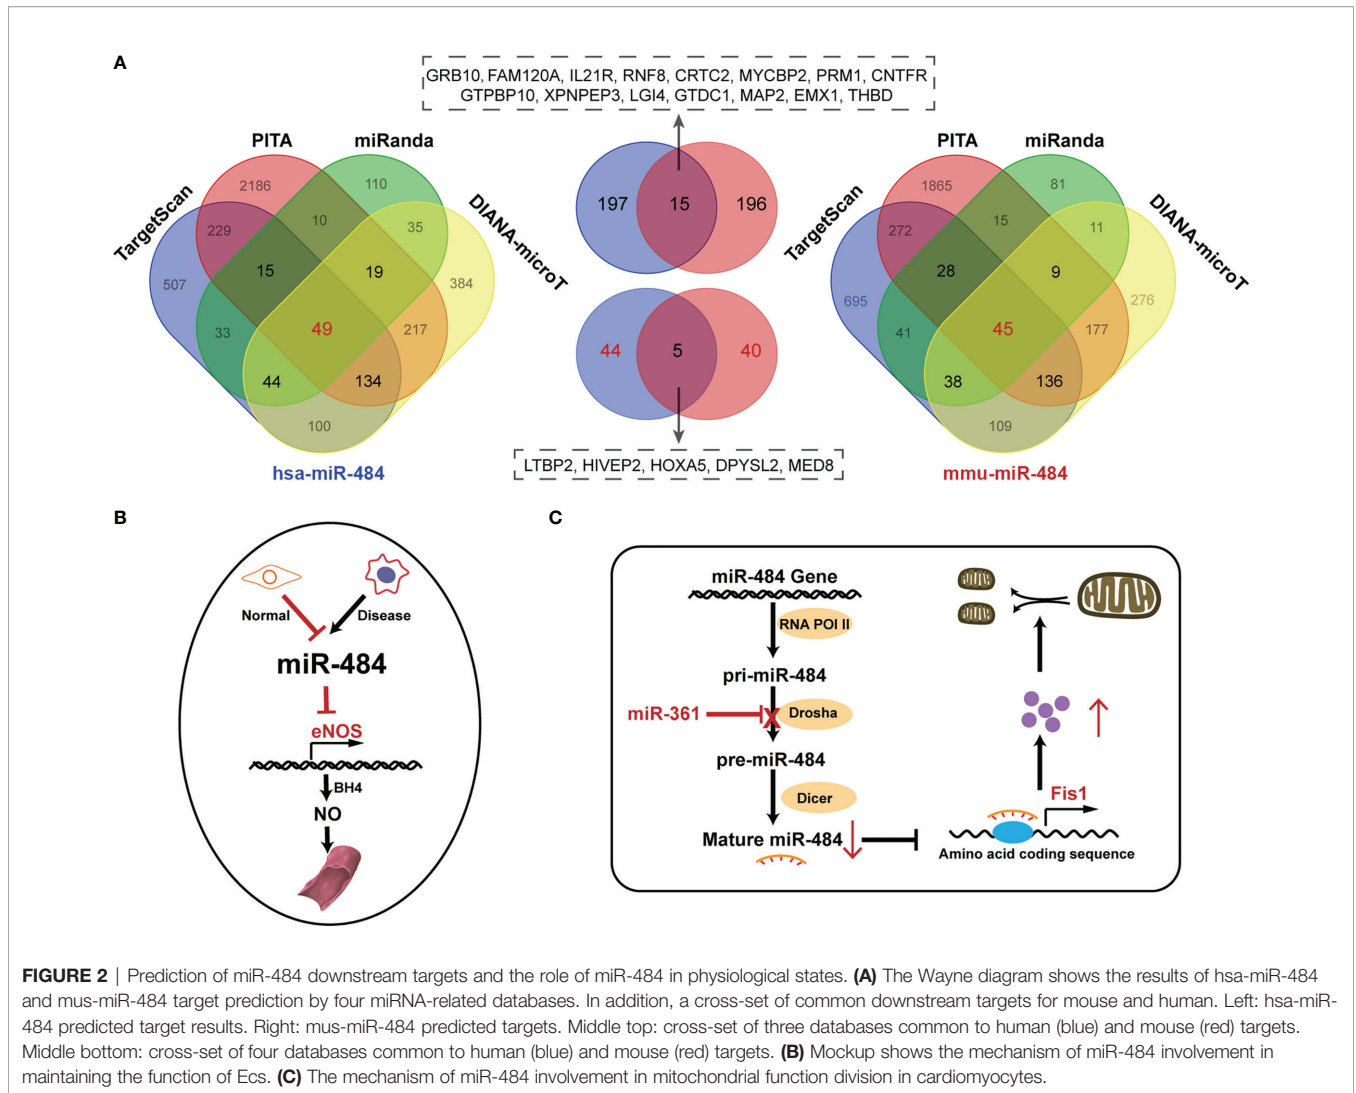 A
GRB10, FAM120A, IL21R, RNF8, CRTC2, MYCBP2, PRM1, CNTFR
GTPBP10, XPNPEP3, LGI4, GTDC1, MAP2, EMX1, THBD
PITA
miRanda
TargetScan
DIANA-microT
2186
110
229
10
35
507
15
19
384
33
49
217
44
134
100
hsa-miR-484
197
15
196
44
5
40
LTBP2, HIVEP2, HOXA5, DPYSL2, MED8
PITA
miRanda
TargetScan
DIANA-microT
1865
81
272
15
11
695
28
9
276
41
45
177
38
136
109
mmu-miR-484
B
Normal
Disease
miR-484
eNOS
BH4
NO
C
miR-484 Gene
RNA POI II
pri-miR-484
miR-361
X
Drosha
pre-miR-484
Dicer
Mature miR-484
Fis1
Amino acid coding sequence
FIGURE 2 | Prediction of miR-484 downstream targets and the role of miR-484 in physiological states. (A) The Wayne diagram shows the results of hsa-miR-484
and mus-miR-484 target prediction by four miRNA-related databases. In addition, a cross-set of common downstream targets for mouse and human. Left: hsa-miR-
484 predicted target results. Right: mus-miR-484 predicted targets. Middle top: cross-set of three databases common to human (blue) and mouse (red) targets.
Middle bottom: cross-set of four databases common to human (blue) and mouse (red) targets. (B) Mockup shows the mechanism of miR-484 involvement in
maintaining the function of Ecs. (C) The mechanism of miR-484 involvement in mitochondrial function division in cardiomyocytes.